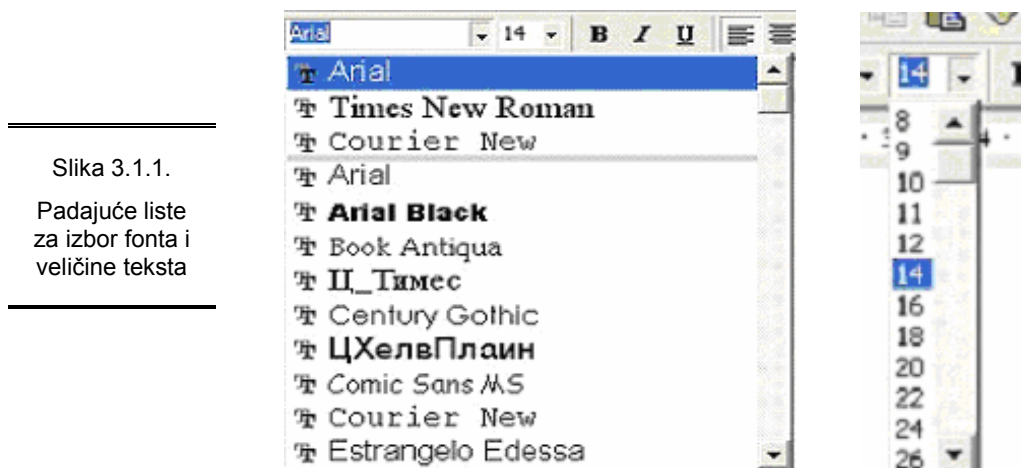 Slika 3.1.1.
Padajuće liste
za izbor fonta i
veličine teksta
Arial 14 B I U
Arial
Times New Roman
Courier New
Arial
Arial Black
Book Antiqua
Ц_Тимес
Century Gothic
ЦХелвПлаин
Comic Sans MS
Courier New
Estrangelo Edessa
14
8
9
10
11
12
14
16
18
20
22
24
26